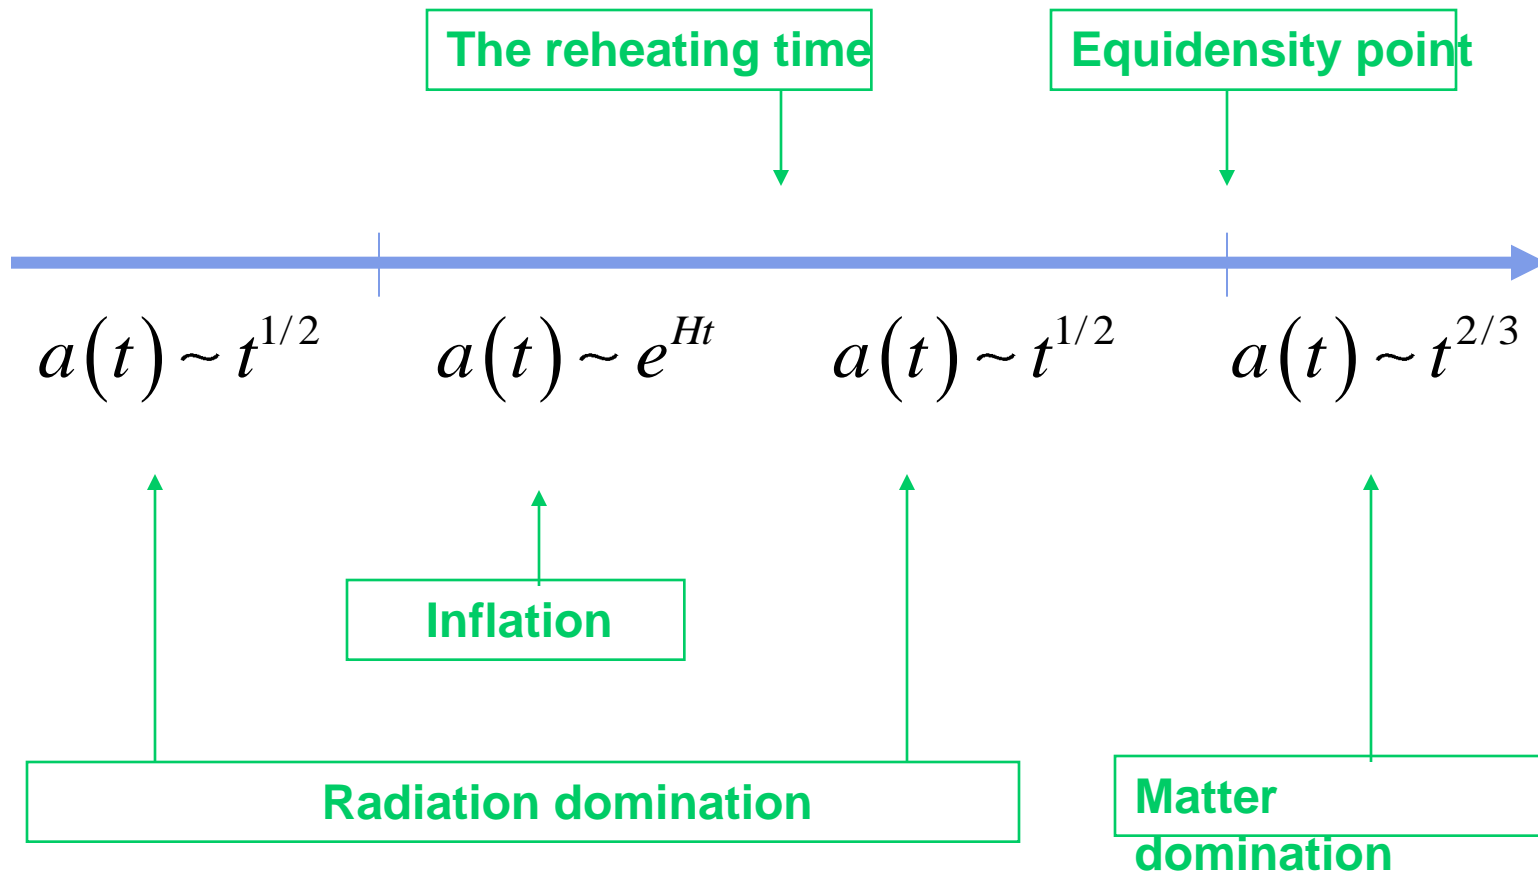 The reheating time
Equidensity point
a(t) ~ t^{1/2}
a(t) ~ e^{Ht}
a(t) ~ t^{1/2}
a(t) ~ t^{2/3}
Inflation
Radiation domination
Matter
domination